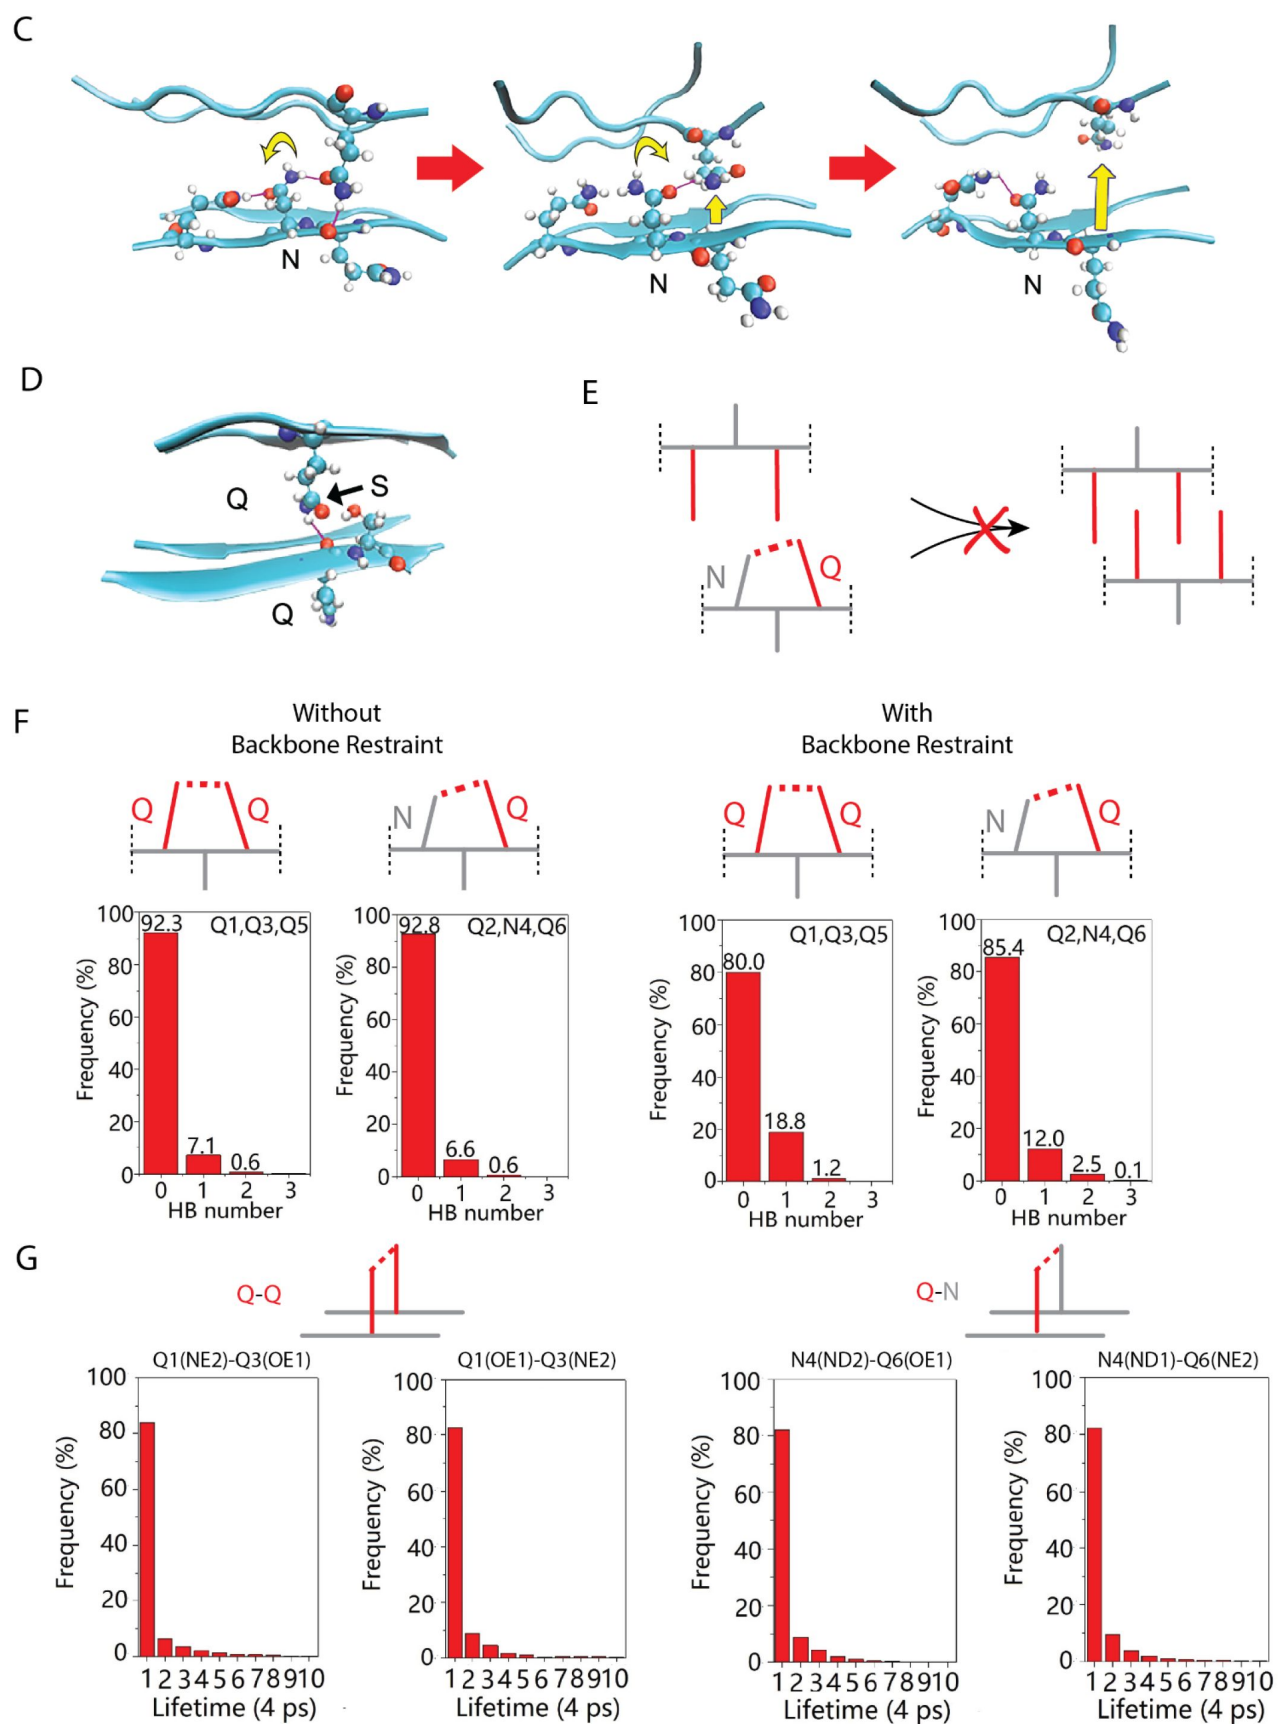 C
N
N
N
D
E
Q
S
Q
N
Q
F
Without
Backbone Restraint
With
Backbone Restraint
Q
Q
N
Q
Q
Q
N
Q
100
80
60
40
20
0
Frequency (%)
92.3
7.1
0.6
Q1,Q3,Q5
0 1 2 3
HB number
100
80
60
40
20
0
Frequency (%)
92.8
6.6
0.6
Q2,N4,Q6
0 1 2 3
HB number
100
80
60
40
20
0
Frequency (%)
80.0
18.8
1.2
Q1,Q3,Q5
0 1 2 3
HB number
100
80
60
40
20
0
Frequency (%)
85.4
12.0
2.5
0.1
Q2,N4,Q6
0 1 2 3
HB number
G
Q-Q
Q-N
Q1(NE2)-Q3(OE1)
100
80
60
40
20
0
Frequency (%)
1 2 3 4 5 6 7 8 9 10
Lifetime (4 ps)
Q1(OE1)-Q3(NE2)
100
80
60
40
20
0
Frequency (%)
1 2 3 4 5 6 7 8 9 10
Lifetime (4 ps)
N4(ND2)-Q6(OE1)
100
80
60
40
20
0
Frequency (%)
1 2 3 4 5 6 7 8 9 10
Lifetime (4 ps)
N4(ND1)-Q6(NE2)
100
80
60
40
20
0
Frequency (%)
1 2 3 4 5 6 7 8 9 10
Lifetime (4 ps)